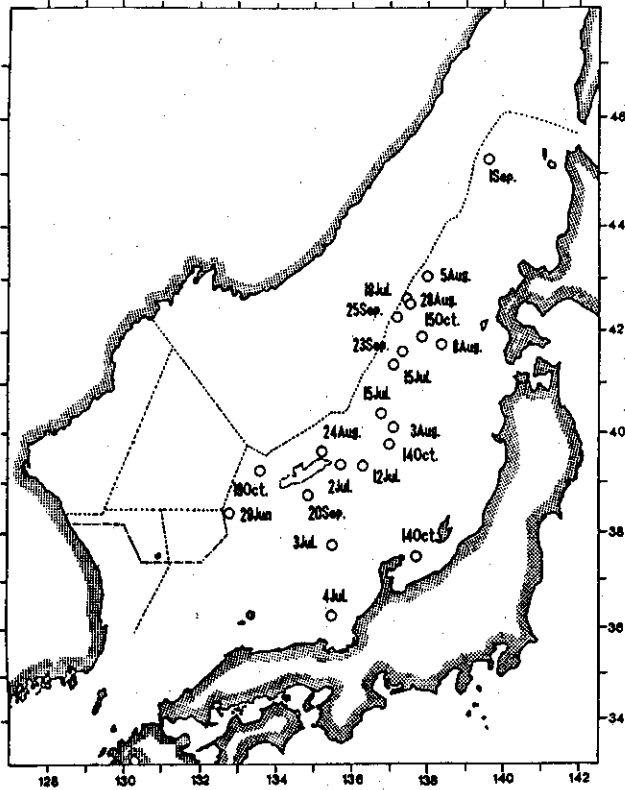 46
1Sep.
44
18Jul.
5Aug.
28Aug.
25Sep.
15Oct.
42
23Sep.
8Aug.
15Jul.
15Jul.
40
24Aug.
3Aug.
14Oct.
18Oct.
2Jul.
12Jul.
29Jun
20Sep.
38
3Jul.
14Oct.
4Jul.
36
34
128
130
132
134
136
138
140
142